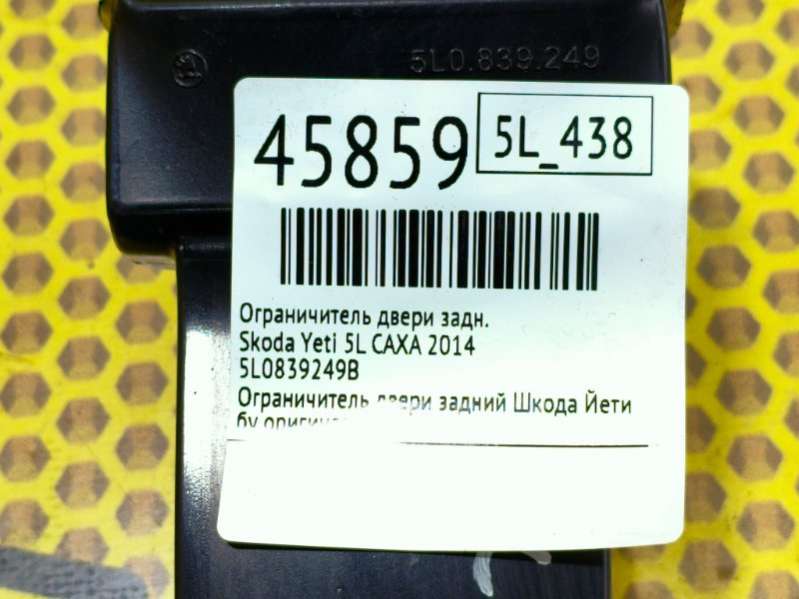 5L0.839.249
45859
5L_438
Ограничитель двери задн.
Skoda Yeti 5L CAXA 2014
5L0839249B
Ограничитель двери задний Шкода Йети
бу